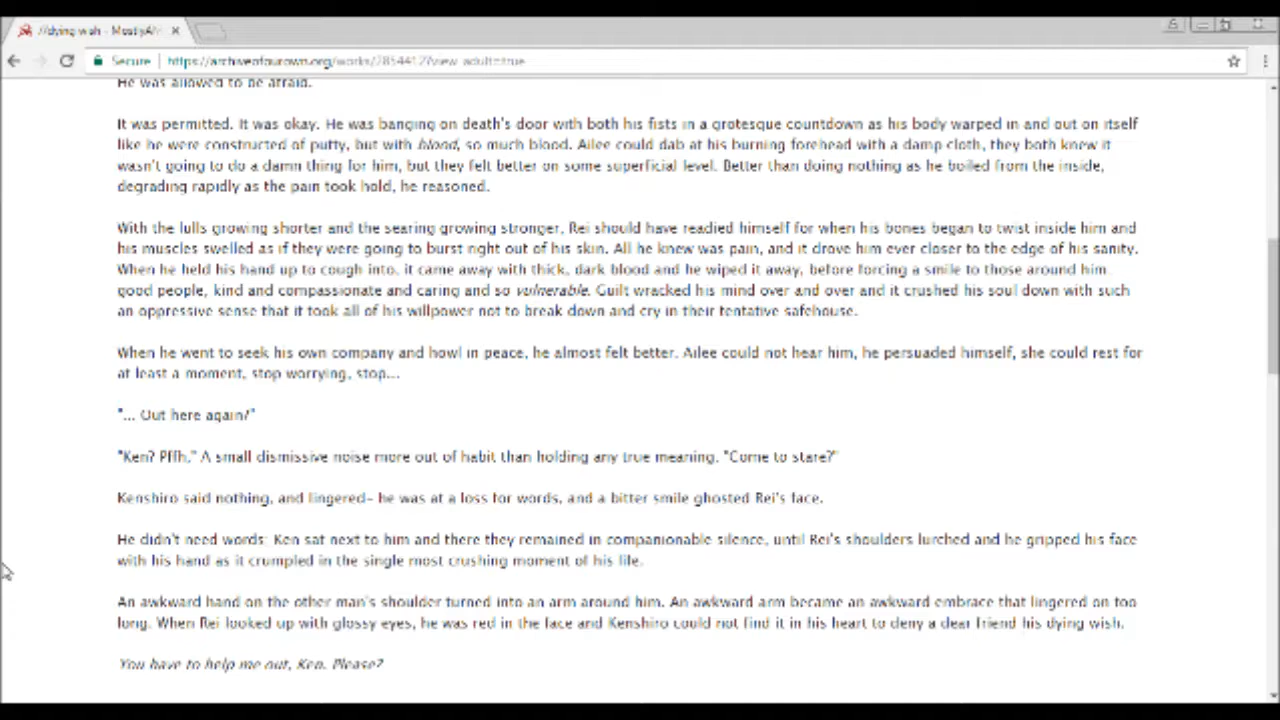 //dying wish - MostlyAl
Secure https://archiveofourown.org/works/2854412?view_adult=true
He was allowed to be afraid.
It was permitted. It was okay. He was banging on death's door with both his fists in a grotesque countdown as his body warped in and out on itself
like he were constructed of putty, but with blood, so much blood. Ailee could dab at his burning forehead with a damp cloth, they both knew it
wasn't going to do a damn thing for him, but they felt better on some superficial level. Better than doing nothing as he boiled from the inside,
degrading rapidly as the pain took hold, he reasoned.
With the lulls growing shorter and the searing growing stronger, Rei should have readied himself for when his bones began to twist inside him and
his muscles swelled as if they were going to burst right out of his skin. All he knew was pain, and it drove him ever closer to the edge of his sanity.
When he held his hand up to cough into, it came away with thick, dark blood and he wiped it away, before forcing a smile to those around him
good people, kind and compassionate and caring and so vulnerable. Guilt wracked his mind over and over and it crushed his soul down with such
an oppressive sense that it took all of his willpower not to break down and cry in their tentative safehouse.
When he went to seek his own company and howl in peace, he almost felt better. Ailee could not hear him, he persuaded himself, she could rest for
at least a moment, stop worrying, stop...
"... Out here again?"
"Ken? Pffh." A small dismissive noise more out of habit than holding any true meaning. "Come to stare?"
Kenshiro said nothing, and lingered- he was at a loss for words, and a bitter smile ghosted Rei's face.
He didn't need words: Ken sat next to him and there they remained in companionable silence, until Rei's shoulders lurched and he gripped his face
with his hand as it crumpled in the single most crushing moment of his life.
An awkward hand on the other man's shoulder turned into an arm around him. An awkward arm became an awkward embrace that lingered on too
long. When Rei looked up with glossy eyes, he was red in the face and Kenshiro could not find it in his heart to deny a dear friend his dying wish.
You have to help me out, Ken. Please?